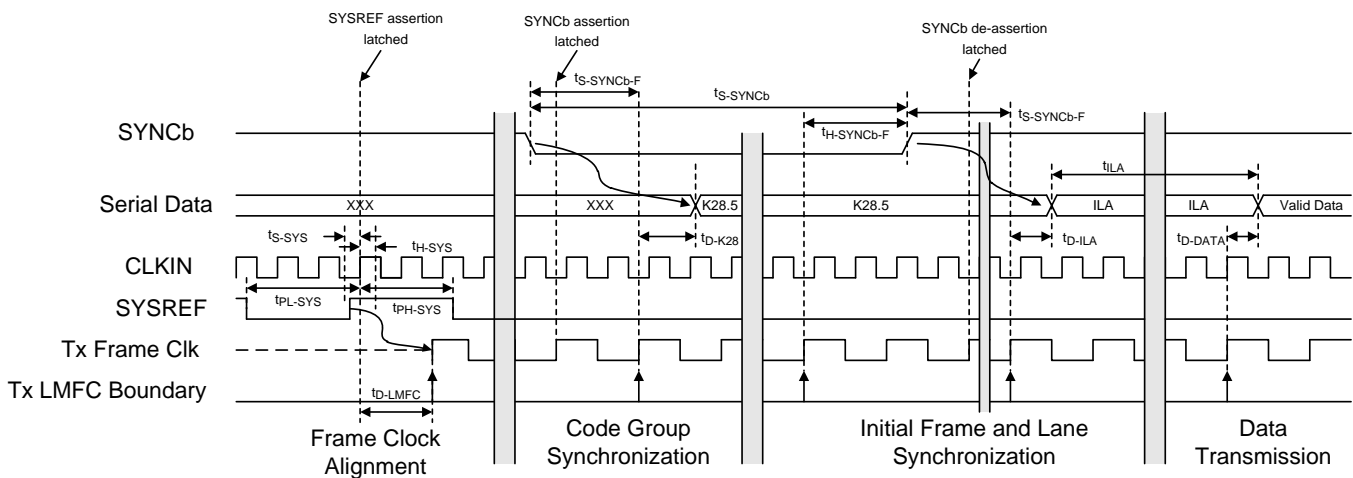 SYSREF assertion
latched
SYNCb assertion
latched
SYNCb de-assertion
latched
tS-SYNCb-F
tS-SYNCb
tS-SYNCb-F
SYNCb
tH-SYNCb-F
tILA
Serial Data
XXX
XXX
K28.5
K28.5
ILA
ILA
Valid Data
tS-SYS
tH-SYS
tD-K28
tD-ILA
tD-DATA
CLKIN
tPL-SYS
tPH-SYS
SYSREF
Tx Frame Clk
Tx LMFC Boundary
tD-LMFC
Frame Clock
Alignment
Code Group
Synchronization
Initial Frame and Lane
Synchronization
Data
Transmission